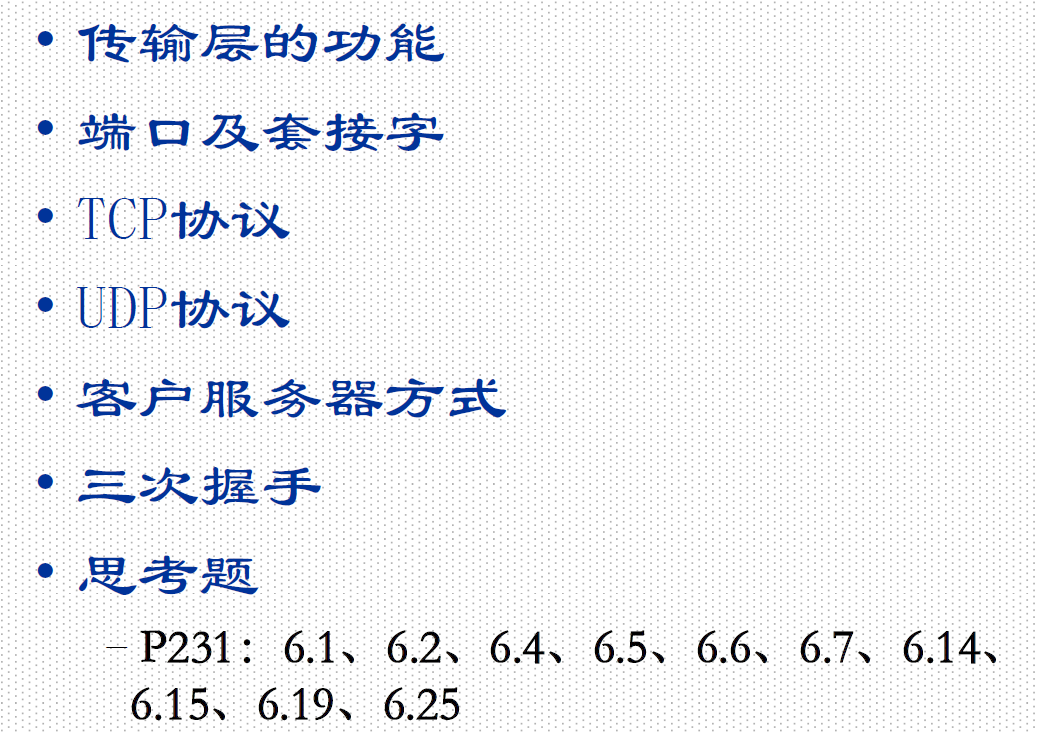 • 传输层的功能
• 端口及套接字
• TCP协议
• UDP协议
• 客户服务器方式
• 三次握手
• 思考题
– P231：6.1、6.2、6.4、6.5、6.6、6.7、6.14、
6.15、6.19、6.25